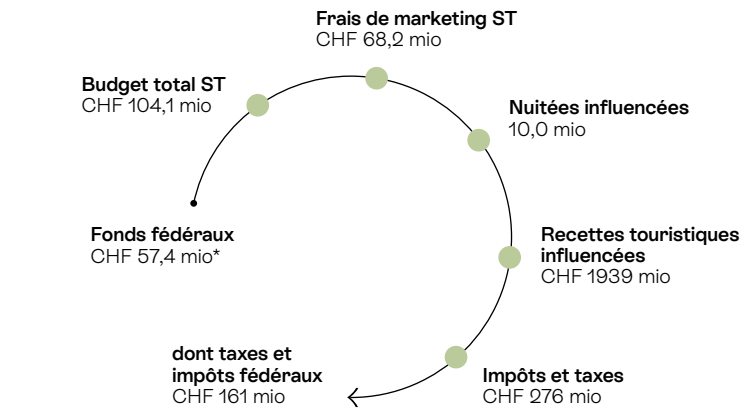 Frais de marketing ST
CHF 68,2 mio
Budget total ST
CHF 104,1 mio
Nuitées influencées
10,0 mio
Fonds fédéraux
CHF 57,4 mio*
Recettes touristiques
influencées
CHF 1939 mio
dont taxes et
impôts fédéraux
CHF 161 mio
Impôts et taxes
CHF 276 mio